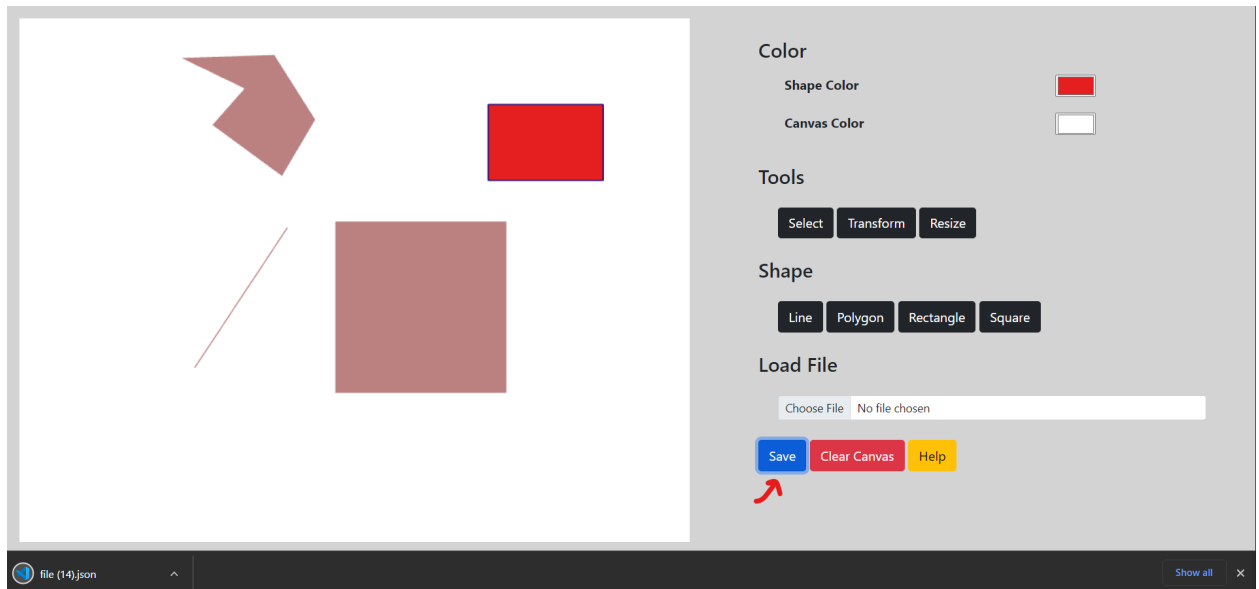 Color
Shape Color
Canvas Color
Tools
Select Transform Resize
Shape
Line Polygon Rectangle Square
Load File
Choose File No file chosen
Save Clear Canvas Help
file (14).json
Show all